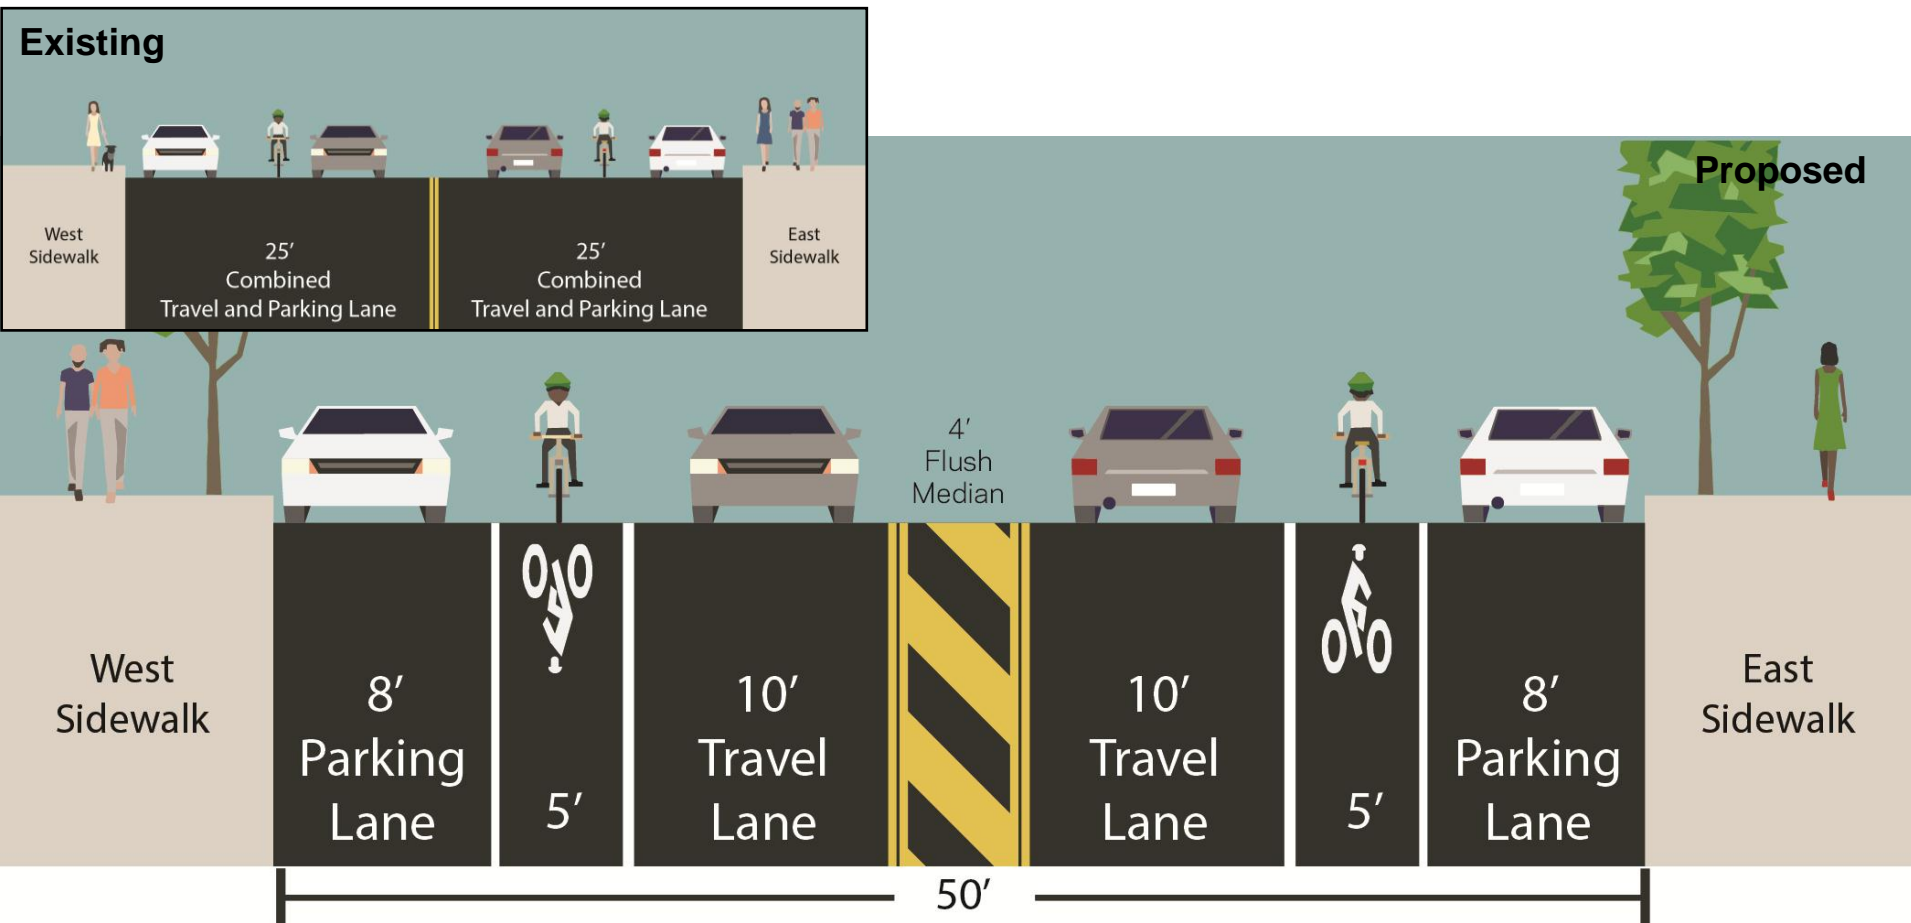 Existing
West
Sidewalk
25′
Combined
Travel and Parking Lane
25′
Combined
Travel and Parking Lane
East
Sidewalk
Proposed
4′
Flush
Median
West
Sidewalk
8′
Parking
Lane
5′
10′
Travel
Lane
10′
Travel
Lane
5′
8′
Parking
Lane
East
Sidewalk
50′